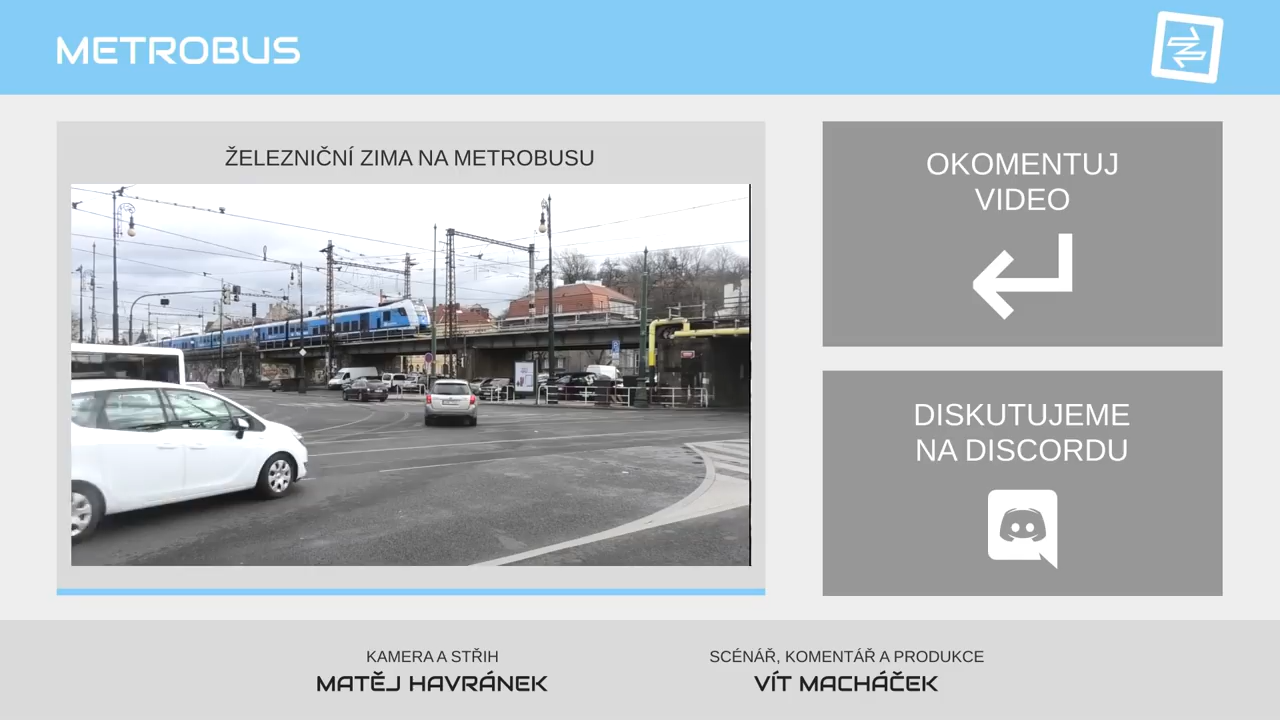 METROBUS
ŽELEZNIČNÍ ZIMA NA METROBUSU
OKOMENTUJ
VIDEO
DISKUTUJEME
NA DISCORDU
KAMERA A STŘIH
MATĚJ HAVRÁNEK
SCÉNÁŘ, KOMENTÁŘ A PRODUKCE
VÍT MACHÁČEK